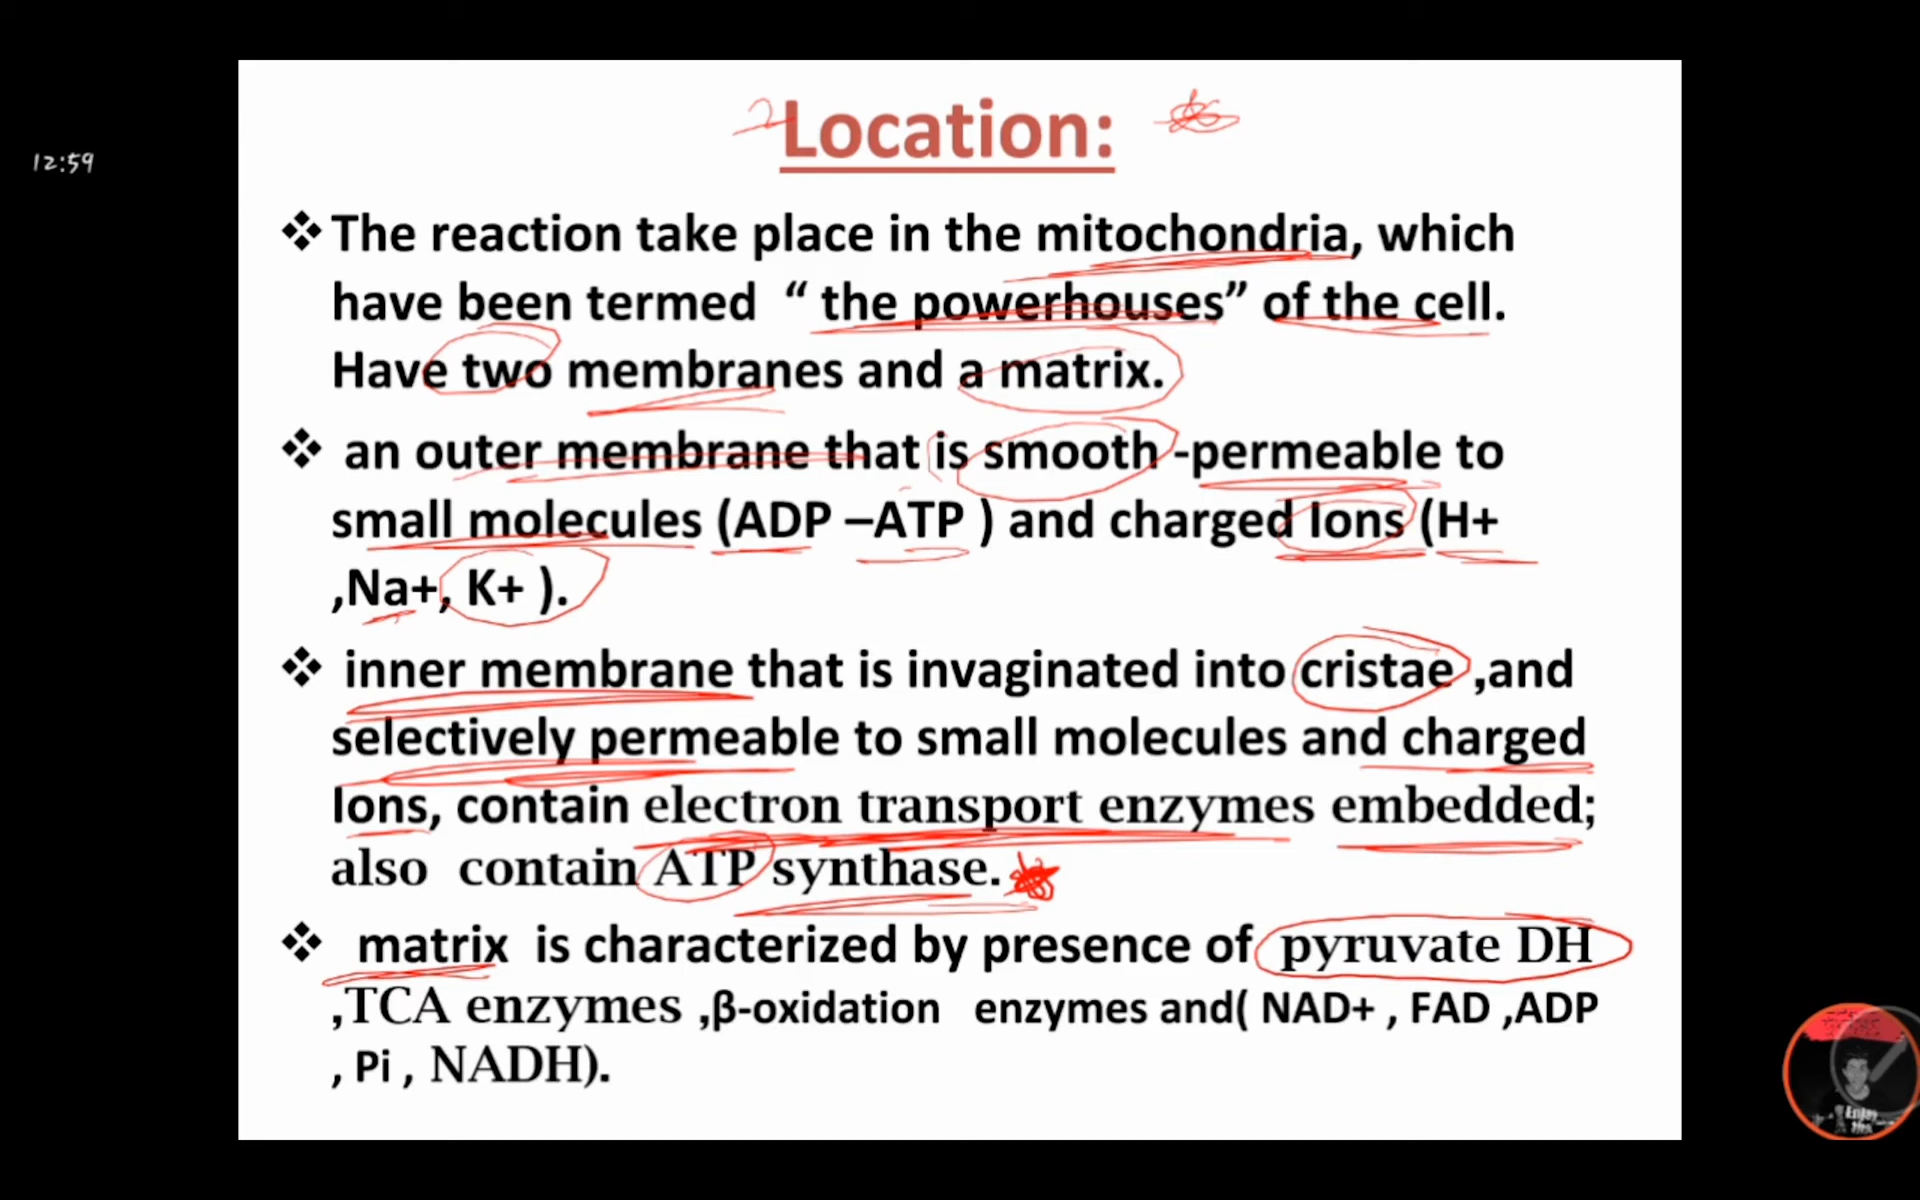 Location:
12:59
❖The reaction take place in the mitochondria, which
have been termed “ the powerhouses” of the cell.
Have two membranes and a matrix.
❖ an outer membrane that is smooth -permeable to
small molecules (ADP –ATP ) and charged Ions (H+
,Na+, K+ ).
❖ inner membrane that is invaginated into cristae ,and
selectively permeable to small molecules and charged
Ions, contain electron transport enzymes embedded;
also contain ATP synthase.
❖ matrix is characterized by presence of pyruvate DH
,TCA enzymes ,β-oxidation enzymes and( NAD+ , FAD ,ADP
, Pi , NADH).
Enjoy